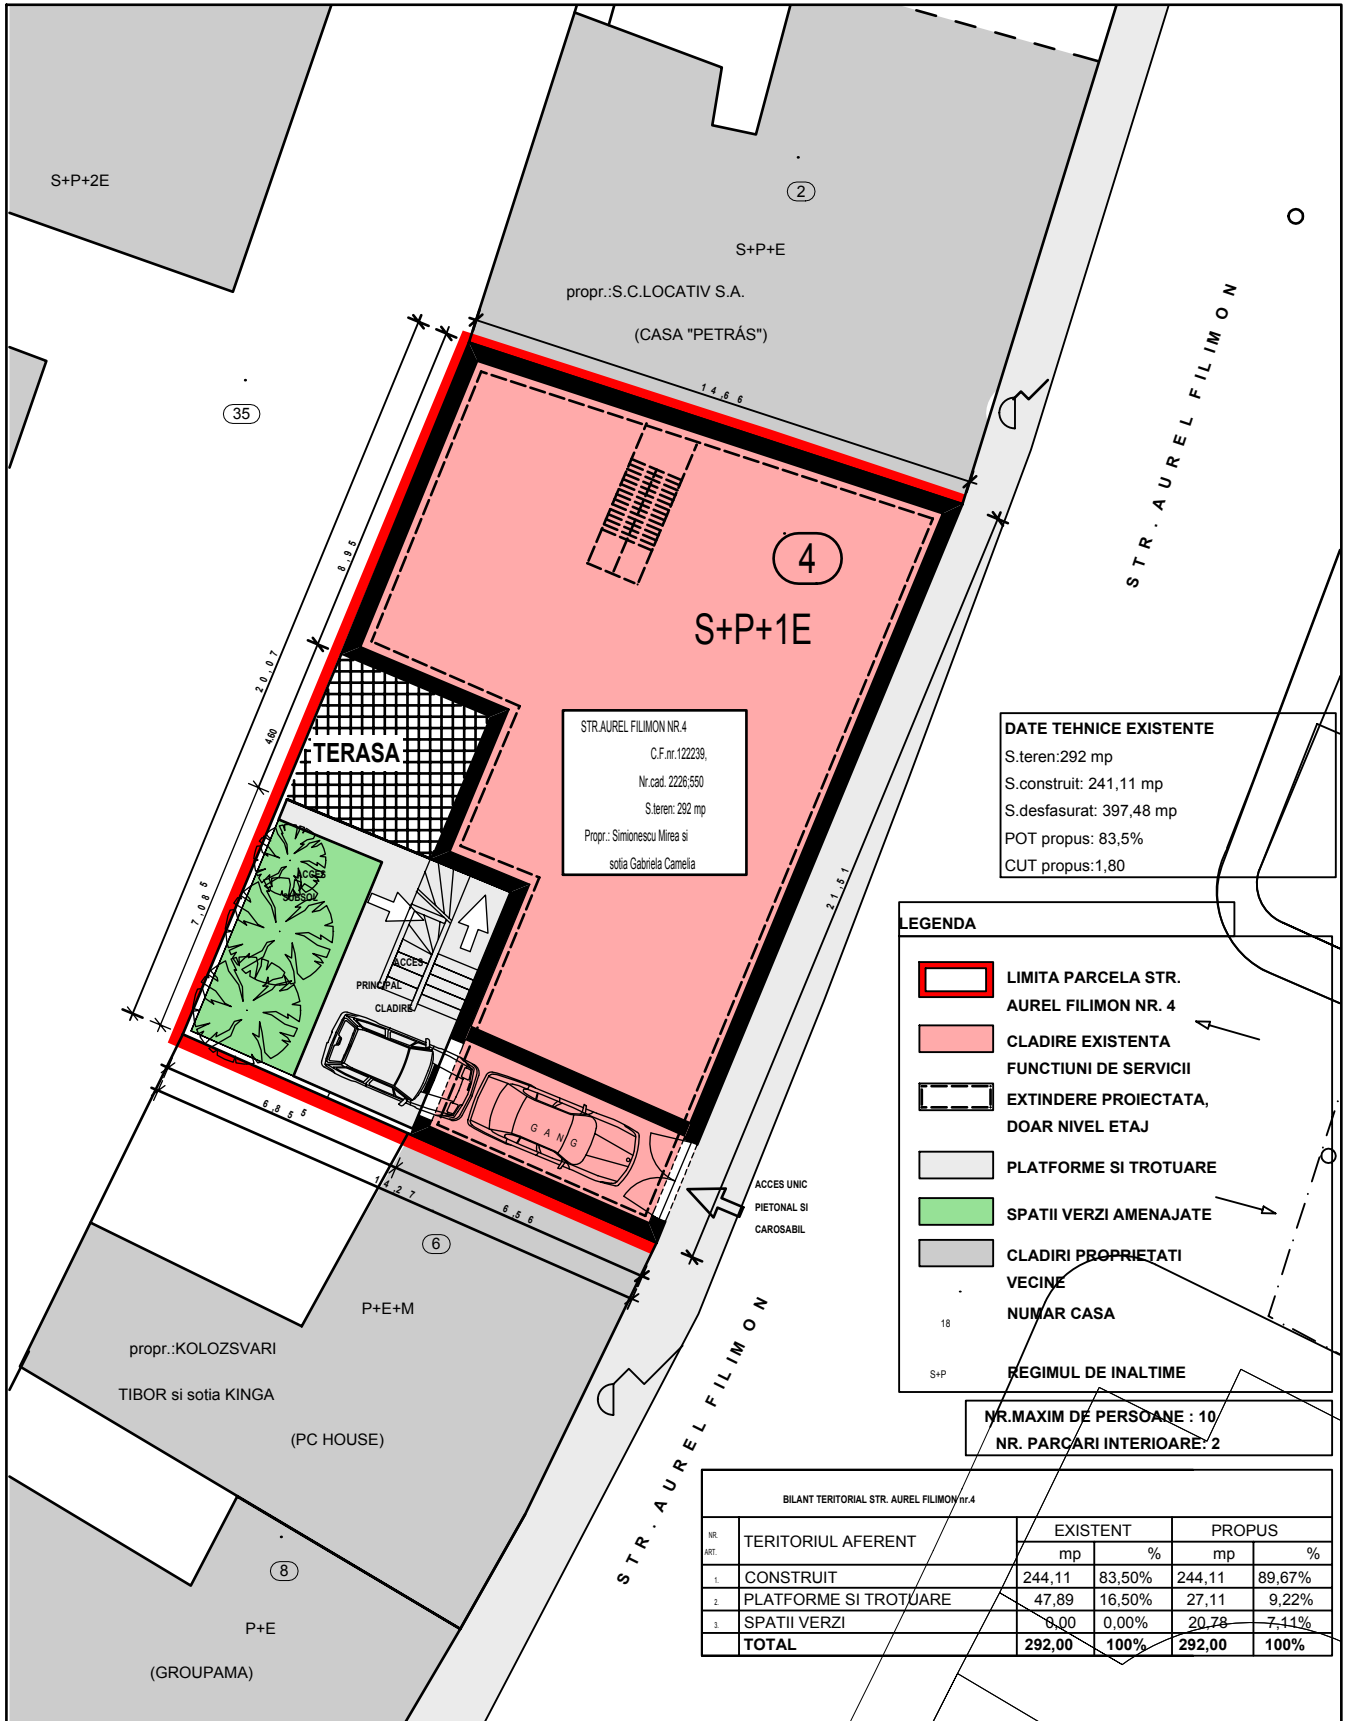 S+P+2E
2
S+P+E
propr.:S.C.LOCATIV S.A.
(CASA "PETRÁS")
STR. AUREL FILIMON
35
14,66
8,95
20,07
4,60
7,085
21,51
4
S+P+1E
TERASA
STR.AUREL FILIMON NR.4
C.F.nr.122239,
Nr.cad. 2226;550
S.teren: 292 mp
Propr.: Simionescu Mirea si
sotia Gabriela Camelia
ACCES
SUBSOL
ACCES
PRINCIPAL
CLADIRE
GANG
6,855
14,27
6,56
ACCES UNIC
PIETONAL SI
CAROSABIL
6
P+E+M
propr.:KOLOZSVARI
TIBOR si sotia KINGA
(PC HOUSE)
STR. AUREL FILIMON
8
P+E
(GROUPAMA)
DATE TEHNICE EXISTENTE
S.teren:292 mp
S.construit: 241,11 mp
S.desfasurat: 397,48 mp
POT propus: 83,5%
CUT propus:1,80
LEGENDA
LIMITA PARCELA STR.
AUREL FILIMON NR. 4
CLADIRE EXISTENTA
FUNCTIUNI DE SERVICII
EXTINDERE PROIECTATA,
DOAR NIVEL ETAJ
PLATFORME SI TROTUARE
SPATII VERZI AMENAJATE
CLADIRI PROPRIETATI
VECINE
18 NUMAR CASA
S+P REGIMUL DE INALTIME
NR.MAXIM DE PERSOANE : 10
NR. PARCARI INTERIOARE: 2
BILANT TERITORIAL STR. AUREL FILIMON nr.4
NR. ART. TERITORIUL AFERENT EXISTENT PROPUS
mp % mp %
1. CONSTRUIT 244,11 83,50% 244,11 89,67%
2. PLATFORME SI TROTUARE 47,89 16,50% 27,11 9,22%
3. SPATII VERZI 0,00 0,00% 20,78 7,11%
TOTAL 292,00 100% 292,00 100%